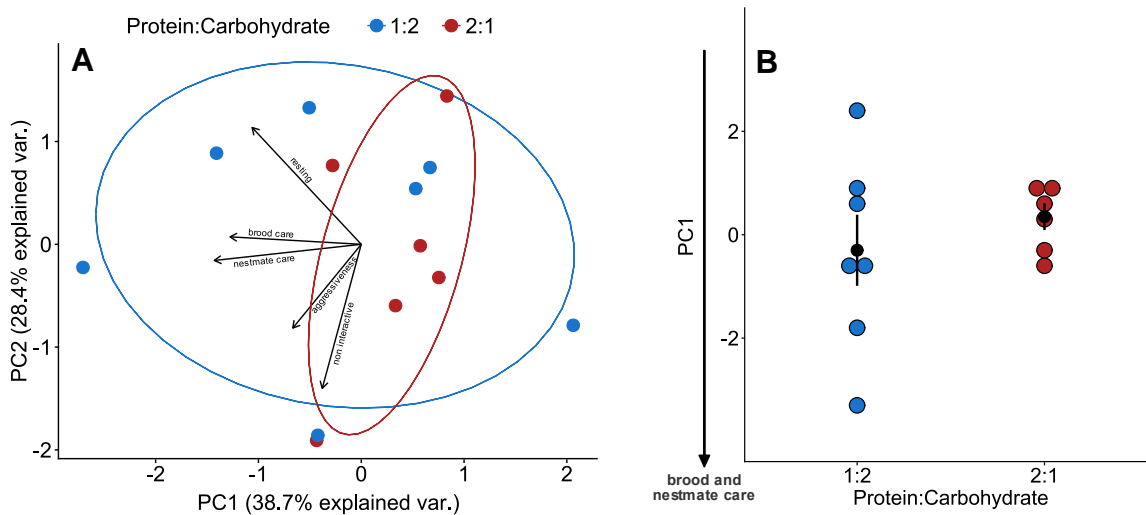 Protein:Carbohydrate 1:2 2:1
A
PC2 (28.4% explained var.)
1
0
-1
-2
resting
brood care
nestmate care
aggressiveness
non interactive
-2 -1 0 1 2
PC1 (38.7% explained var.)
B
PC1
2
0
-2
brood and
nestmate care
1:2 2:1
Protein:Carbohydrate